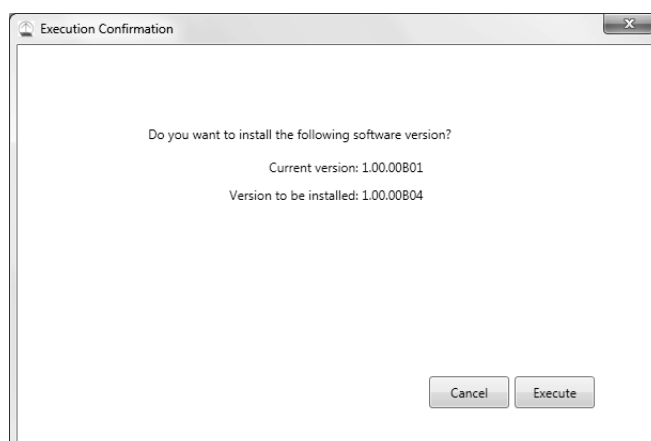 Execution Confirmation
Do you want to install the following software version?
Current version: 1.00.00B01
Version to be installed: 1.00.00B04
Cancel Execute